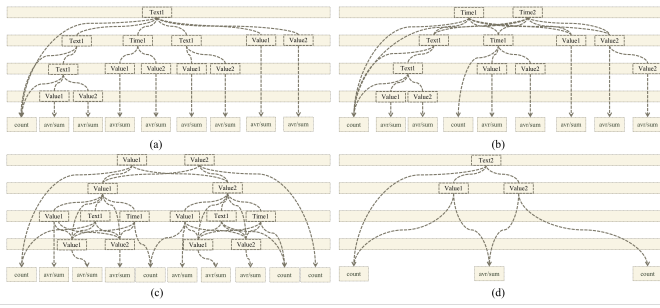 Text1
Text1 Time1 Text1 Value1 Value2
Text1 Value1 Value2 Value1 Value2
Value1 Value2
count avr/sum avr/sum avr/sum avr/sum avr/sum avr/sum avr/sum avr/sum
(a)
Time1 Time2
Text1 Time1 Value1 Value2
Text1 Value1 Value2 Value2
Value1 Value2
count avr/sum count avr/sum avr/sum avr/sum avr/sum avr/sum
(b)
Value1 Value2
Value1 Value2
Value1 Text1 Time1 Value1 Text1 Time1
Value1 Value2 Value1 Value2
count avr/sum avr/sum avr/sum count avr/sum avr/sum avr/sum count count
(c)
Text2
Value1 Value2
count avr/sum count
(d)